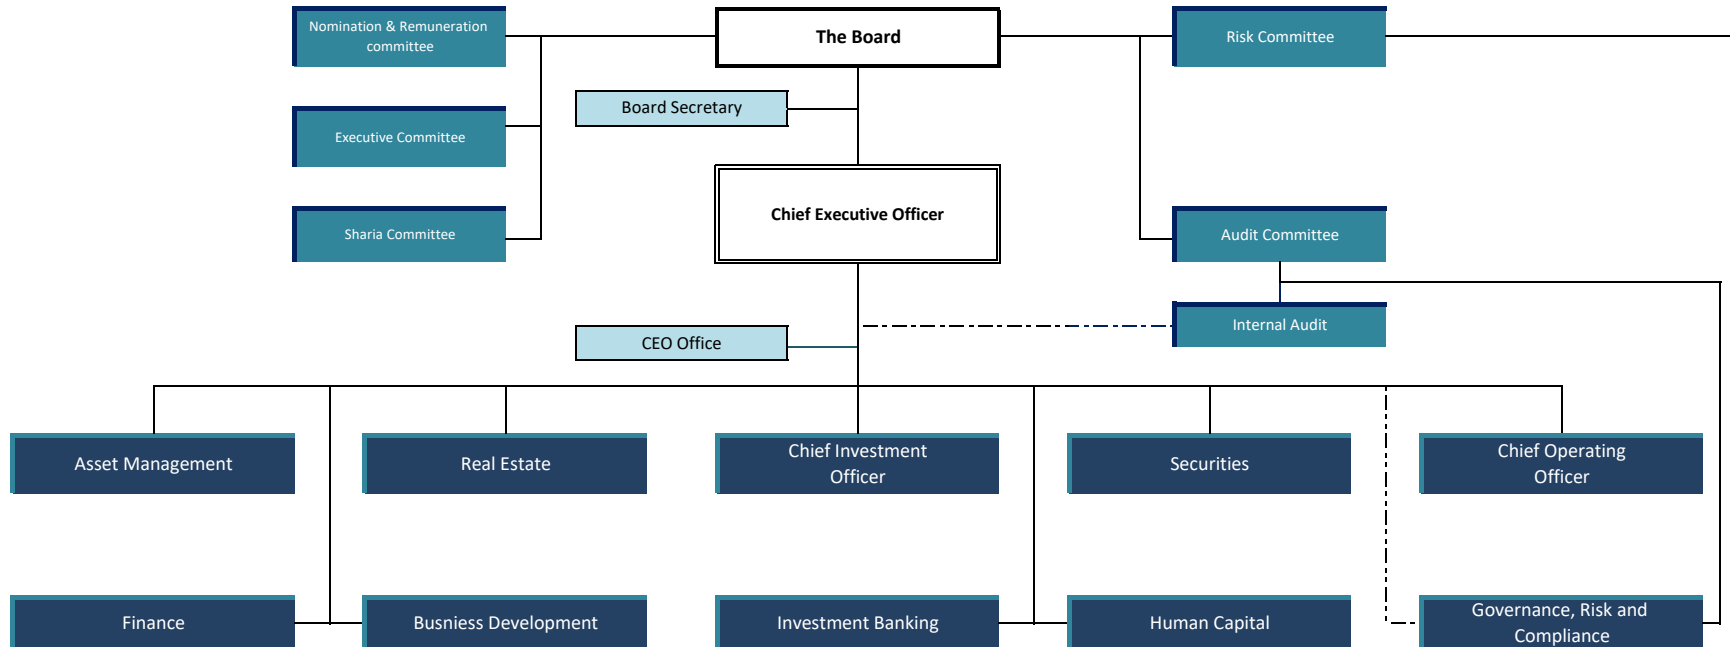 Nomination & Remuneration
committee
The Board
Risk Committee
Board Secretary
Executive Committee
Chief Executive Officer
Sharia Committee
Audit Committee
Internal Audit
CEO Office
Asset Management
Real Estate
Chief Investment
Officer
Securities
Chief Operating
Officer
Finance
Busniess Development
Investment Banking
Human Capital
Governance, Risk and
Compliance